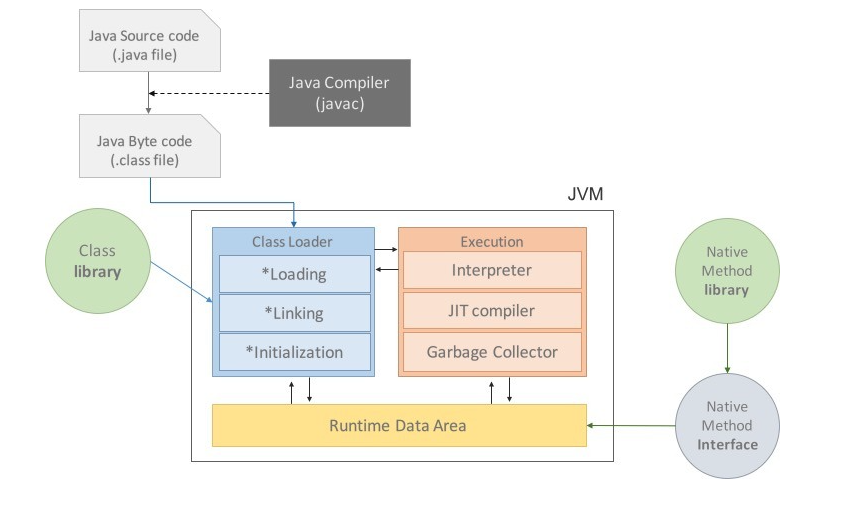 Java Source code
(.java file)
Java Compiler
(javac)
Java Byte code
(.class file)
JVM
Class
library
Class Loader
*Loading
*Linking
*Initialization
Execution
Interpreter
JIT compiler
Garbage Collector
Runtime Data Area
Native
Method
library
Native
Method
Interface